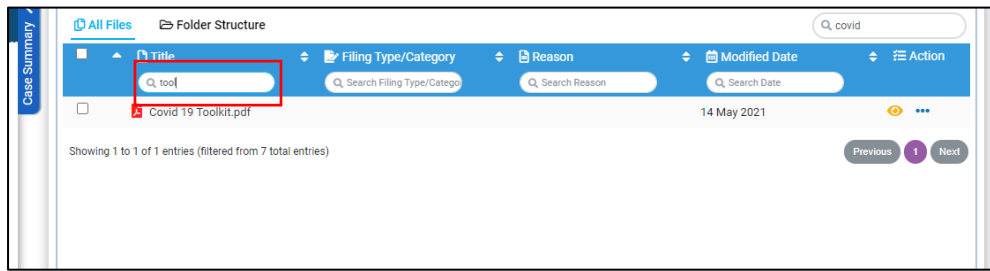 Case Summary
All Files Folder Structure
covid
Title Filing Type/Category Reason Modified Date Action
tool Search Filing Type/Catego Search Reason Search Date
Covid 19 Toolkit.pdf 14 May 2021
Showing 1 to 1 of 1 entries (filtered from 7 total entries) Previous 1 Next